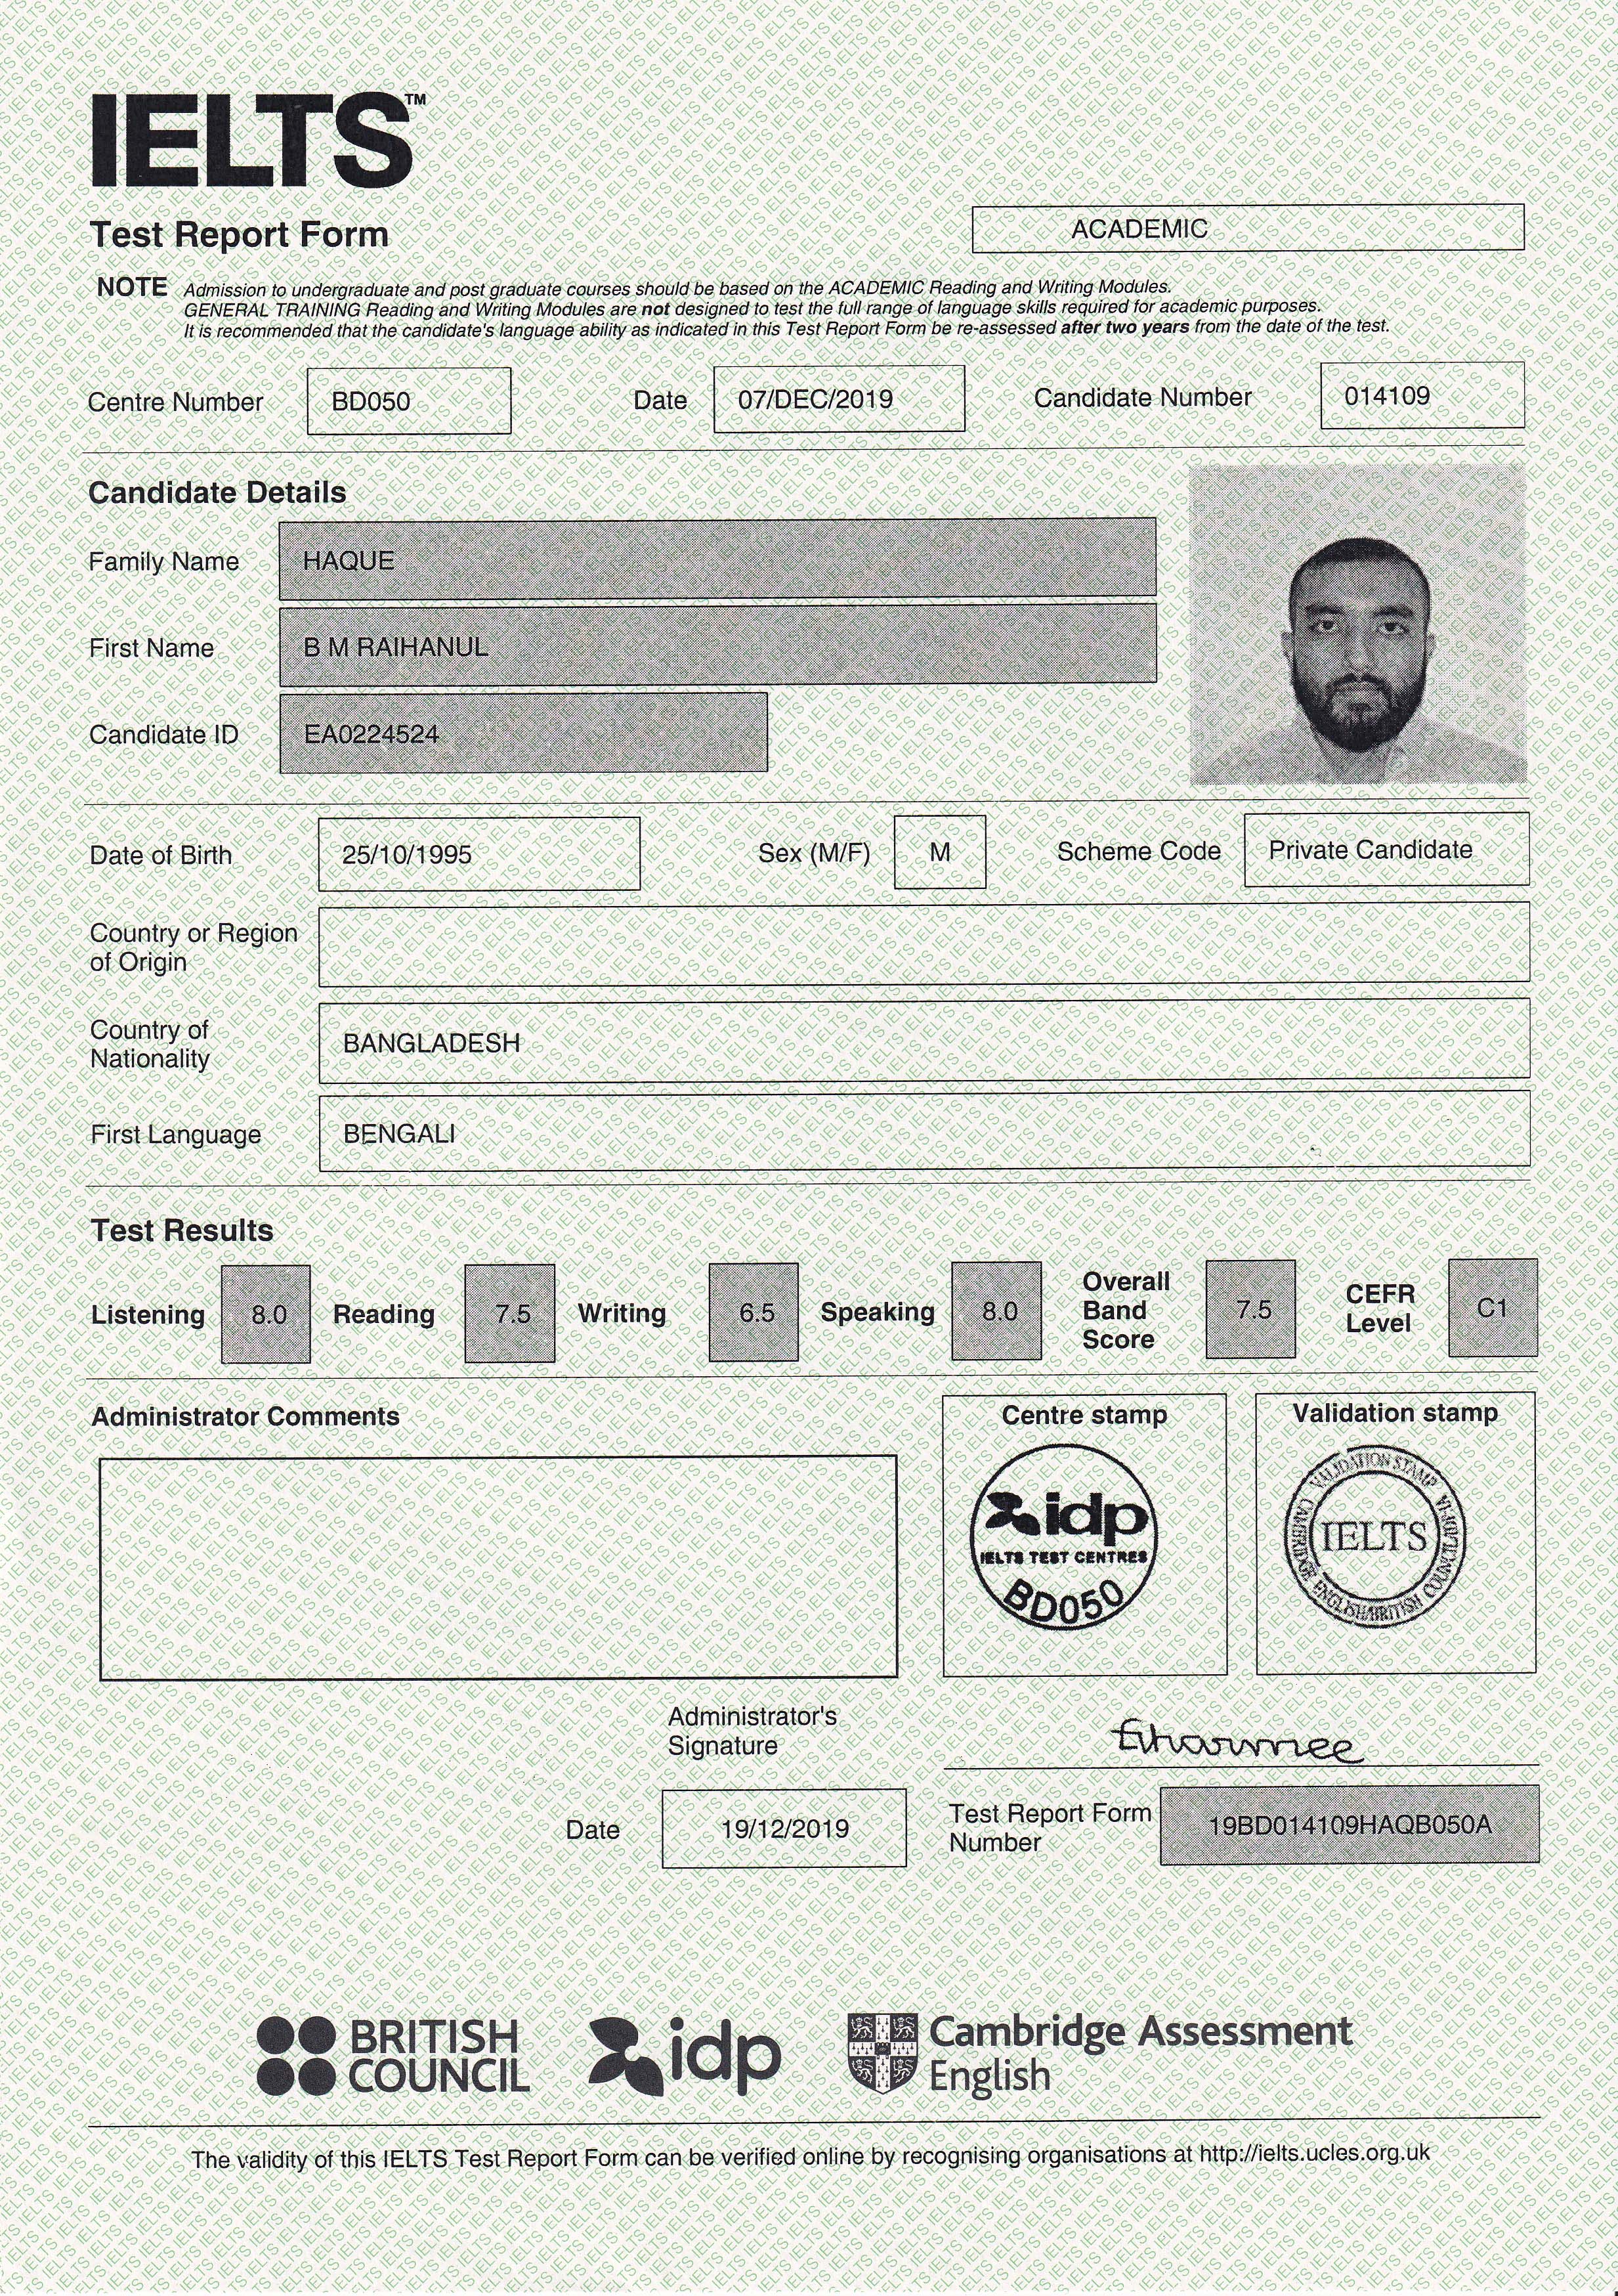 IELTS™
Test Report Form
ACADEMIC
NOTE Admission to undergraduate and post graduate courses should be based on the ACADEMIC Reading and Writing Modules.
GENERAL TRAINING Reading and Writing Modules are not designed to test the full range of language skills required for academic purposes.
It is recommended that the candidate's language ability as indicated in this Test Report Form be re-assessed after two years from the date of the test.
Centre Number BD050 Date 07/DEC/2019 Candidate Number 014109
Candidate Details
Family Name HAQUE
First Name B M RAIHANUL
Candidate ID EA0224524
Date of Birth 25/10/1995 Sex (M/F) M Scheme Code Private Candidate
Country or Region
of Origin
Country of
Nationality
BANGLADESH
First Language BENGALI
Test Results
Listening 8.0 Reading 7.5 Writing 6.5 Speaking 8.0 Overall Band Score 7.5 CEFR Level C1
Administrator Comments
Centre stamp
idp
IELTS TEST CENTRES
BD050
Validation stamp
VALIDATION STAMP
IELTS
CAMBRIDGE ENGLISH BRITISH COUNCIL IDP:IA
Administrator's
Signature
Date 19/12/2019
Test Report Form
Number
19BD014109HAQB050A
BRITISH
COUNCIL
idp
Cambridge Assessment
English
The validity of this IELTS Test Report Form can be verified online by recognising organisations at http://ielts.ucles.org.uk